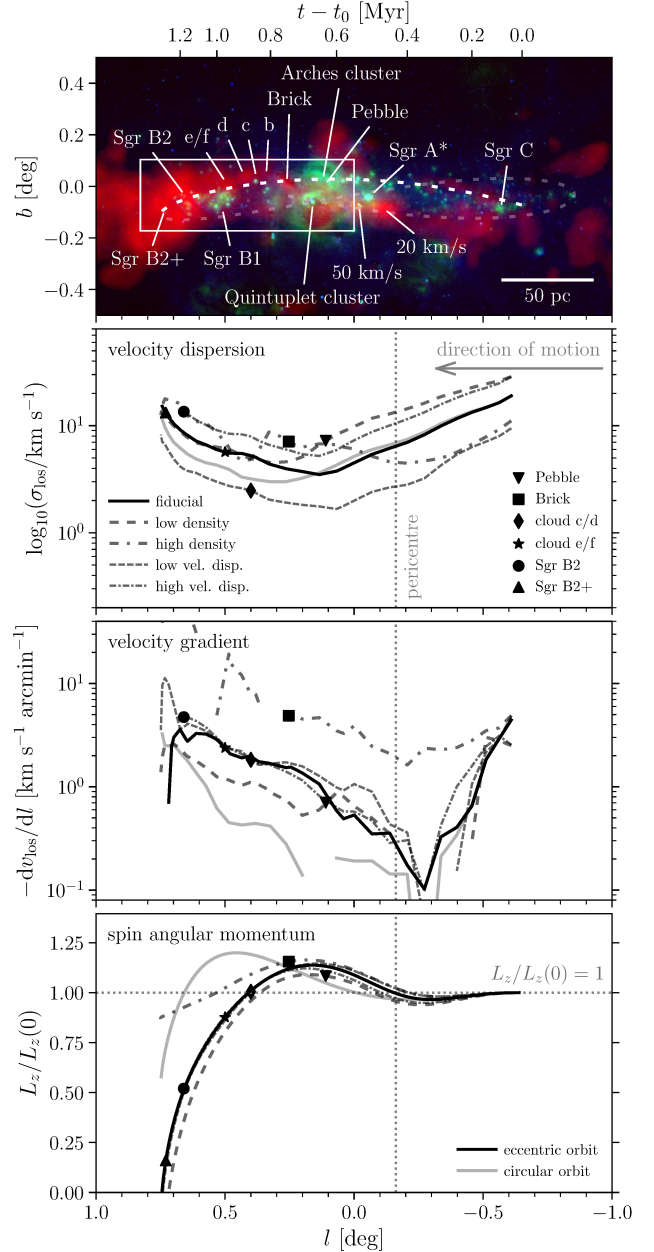 t − t₀ [Myr]
1.2 1.0 0.8 0.6 0.4 0.2 0.0
0.4
0.2
0.0
−0.2
−0.4
b [deg]
Arches cluster
Brick
Pebble
Sgr B2
e/f
d
c
b
Sgr A*
Sgr C
Sgr B2+
Sgr B1
20 km/s
50 km/s
Quintuplet cluster
50 pc
velocity dispersion
direction of motion
log₁₀(σ_los/km s⁻¹)
10¹
10⁰
fiducial
low density
high density
low vel. disp.
high vel. disp.
pericentre
Pebble
Brick
cloud c/d
cloud e/f
Sgr B2
Sgr B2+
velocity gradient
−dv_los/dl [km s⁻¹ arcmin⁻¹]
10¹
10⁰
10⁻¹
spin angular momentum
L_z/L_z(0) = 1
L_z/L_z(0)
1.25
1.00
0.75
0.50
0.25
0.00
eccentric orbit
circular orbit
1.0 0.5 0.0 −0.5 −1.0
l [deg]